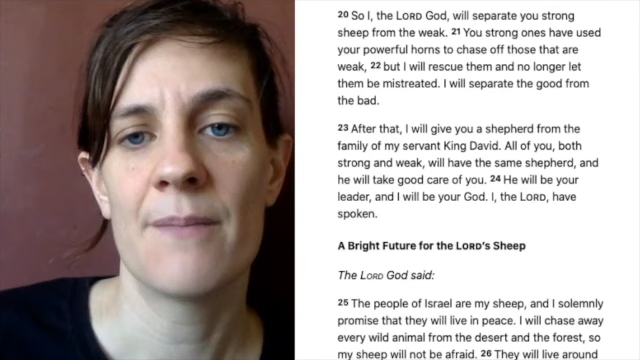 20 So I, the LORD God, will separate you strong
sheep from the weak. 21 You strong ones have used
your powerful horns to chase off those that are
weak, 22 but I will rescue them and no longer let
them be mistreated. I will separate the good from
the bad.
23 After that, I will give you a shepherd from the
family of my servant King David. All of you, both
strong and weak, will have the same shepherd, and
he will take good care of you. 24 He will be your
leader, and I will be your God. I, the LORD, have
spoken.
A Bright Future for the LORD's Sheep
The LORD God said:
25 The people of Israel are my sheep, and I solemnly
promise that they will live in peace. I will chase away
every wild animal from the desert and the forest, so
my sheep will not be afraid. 26 They will live around